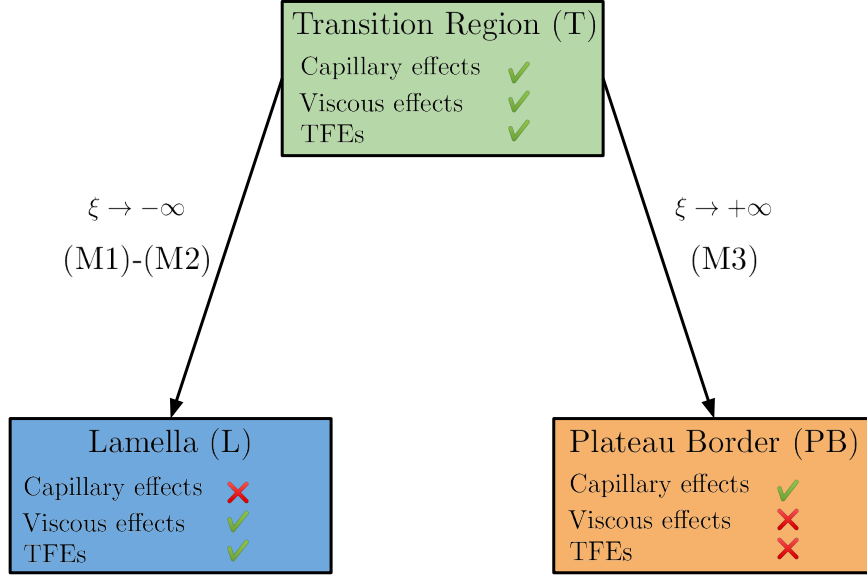 Transition Region (T)
Capillary effects ✔
Viscous effects ✔
TFEs ✔
ξ → −∞
(M1)-(M2)
ξ → +∞
(M3)
Lamella (L)
Capillary effects ❌
Viscous effects ✔
TFEs ✔
Plateau Border (PB)
Capillary effects ✔
Viscous effects ❌
TFEs ❌